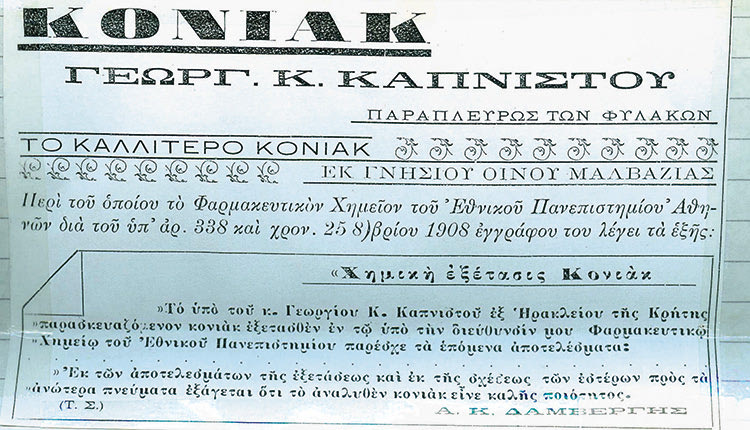 ΚΟΝΙΑΚ
ΓΕΩΡΓ. Κ. ΚΑΠΝΙΣΤΟΥ
ΠΑΡΑΠΛΕΥΡΩΣ ΤΩΝ ΦΥΛΑΚΩΝ
ΤΟ ΚΑΛΛΙΤΕΡΟ ΚΟΝΙΑΚ
ΕΚ ΓΝΗΣΙΟΥ ΟΙΝΟΥ ΜΑΛΒΑΖΙΑΣ
Περὶ τοῦ ὁποίου τὸ Φαρμακευτικὸν Χημεῖον τοῦ Ἐθνικοῦ Πανεπιστημίου Ἀθη-
νῶν διὰ τοῦ ὑπ' ἀρ. 338 καὶ χρον. 25 8)βρίου 1908 ἐγγράφου του λέγει τὰ ἑξῆς:
«Χημικὴ ἐξέτασις Κονιὰκ
»Τὸ ὑπὸ τοῦ κ. Γεωργίου Κ. Καπνιστοῦ ἐξ Ἡρακλείου τῆς Κρήτης
»παρασκευαζόμενον κονιὰκ ἐξετασθὲν ἐν τῷ ὑπὸ τὴν διεύθυνσίν μου Φαρμακευτικῷ
»Χημείῳ τοῦ Ἐθνικοῦ Πανεπιστημίου παρέσχε τὰ ἑπόμενα ἀποτελέσματα:
»Ἐκ τῶν ἀποτελεσμάτων τῆς ἐξετάσεως καὶ ἐκ τῆς σχέσεως τῶν ἐστέρων πρὸς τὰ
»ἀνώτερα πνεύματα ἐξάγεται ὅτι τὸ ἀναλυθὲν κονιὰκ εἶνε καλῆς ποιότητος.
(Τ. Σ.)
Α. Κ. ΔΑΜΒΕΡΓΗΣ